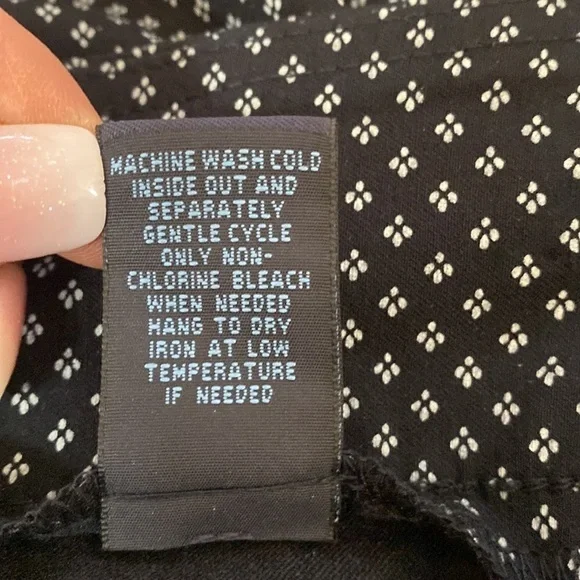 MACHINE WASH COLD
INSIDE OUT AND
SEPARATELY
GENTLE CYCLE
ONLY NON-
CHLORINE BLEACH
WHEN NEEDED
HANG TO DRY
IRON AT LOW
TEMPERATURE
IF NEEDED